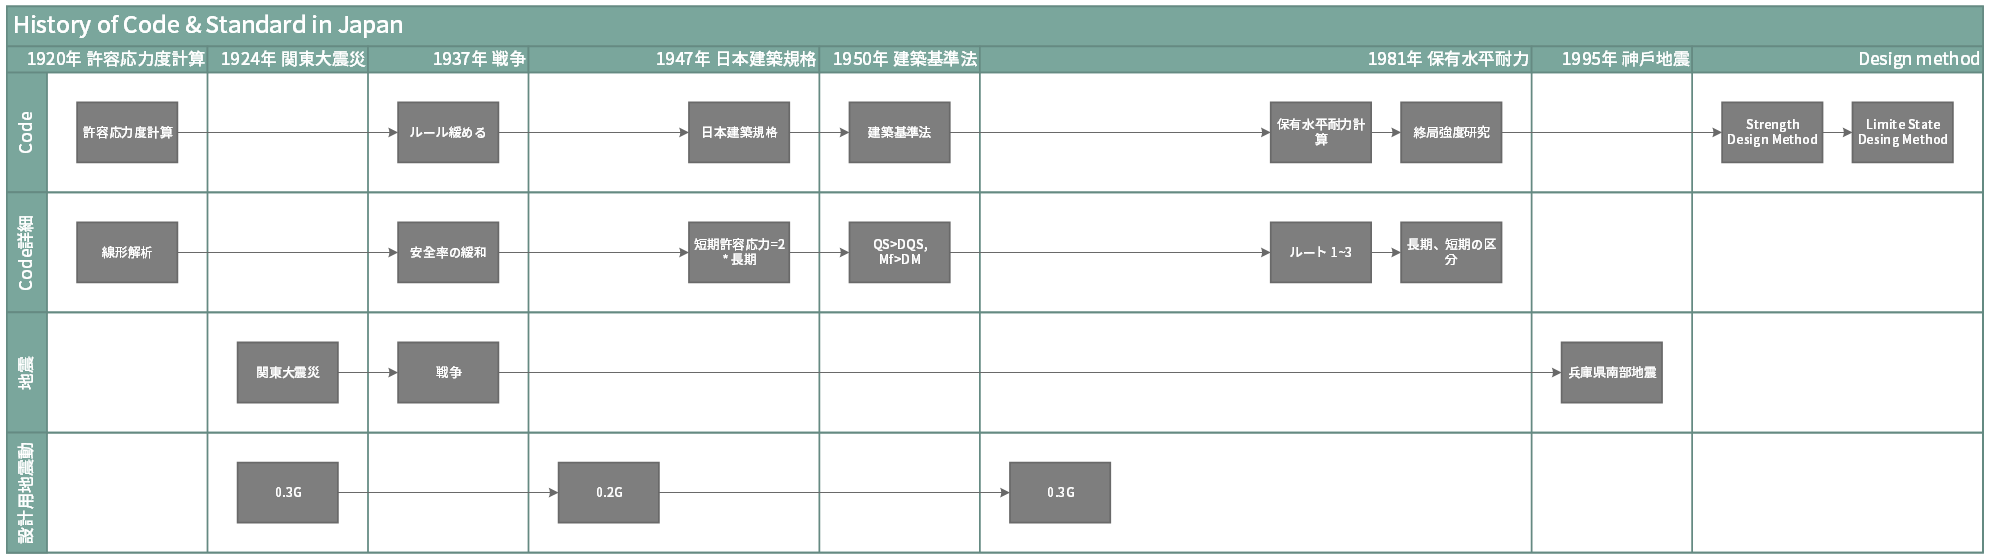 History of Code & Standard in Japan
1920年 許容応力度計算
1924年 関東大震災
1937年 戦争
1947年 日本建築規格
1950年 建築基準法
1981年 保有水平耐力
1995年 神戸地震
Design method
Code
許容応力度計算
ルール緩める
日本建築規格
建築基準法
保有水平耐力計
算
終局強度研究
Strength
Design Method
Limite State
Desing Method
Code詳細
線形解析
安全率の緩和
短期許容応力=2
* 長期
QS>DQS,
Mf>DM
ルート 1~3
長期、短期の区
分
地震
関東大震災
戦争
兵庫県南部地震
設計用地震動
0.3G
0.2G
0.3G